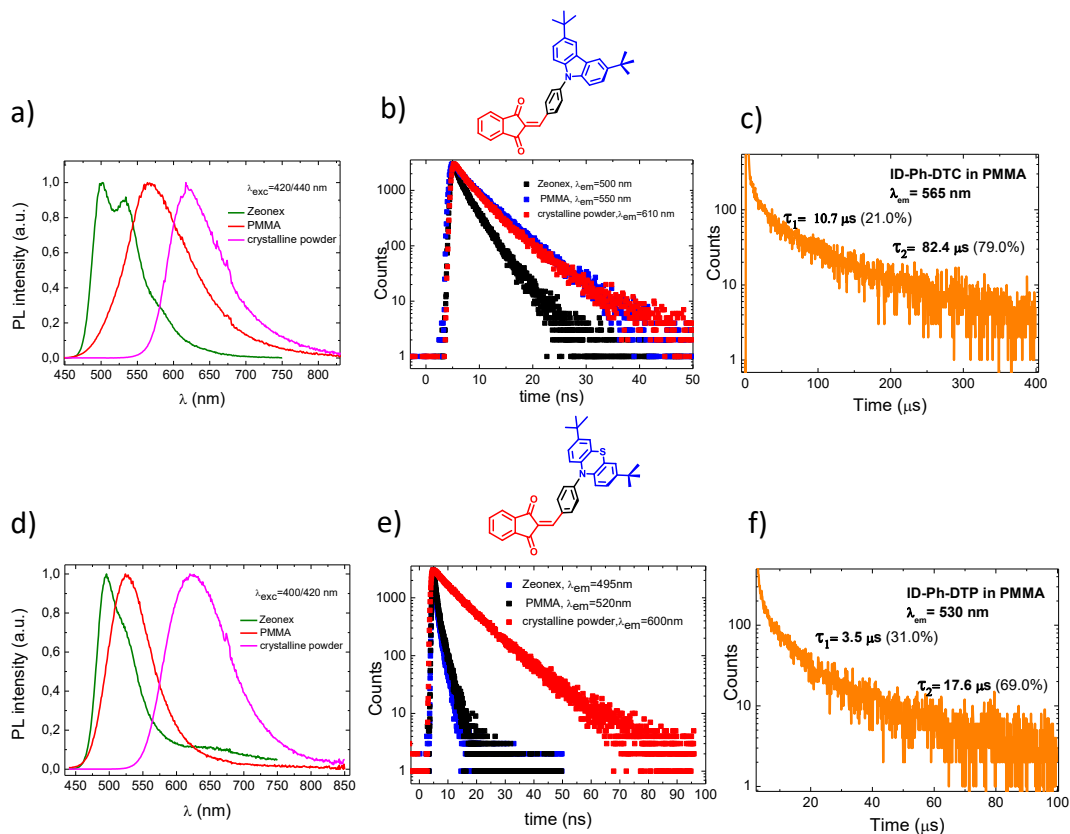 a)
PL intensity (a.u.)
1,0
0,8
0,6
0,4
0,2
0,0
λexc=420/440 nm
Zeonex
PMMA
crystalline powder
450 500 550 600 650 700 750 800
λ (nm)
b)
N
O
O
Counts
1000
100
10
1
Zeonex, λem=500 nm
PMMA, λem=550 nm
crystalline powder,λem=610 nm
0 10 20 30 40 50
time (ns)
c)
Counts
100
10
1
ID-Ph-DTC in PMMA
λem = 565 nm
τ1= 10.7 μs (21.0%)
τ2= 82.4 μs (79.0%)
0 100 200 300 400
Time (μs)
d)
PL intensity (a.u.)
1,0
0,8
0,6
0,4
0,2
0,0
λexc=400/420 nm
Zeonex
PMMA
crystalline powder
450 500 550 600 650 700 750 800 850
λ (nm)
e)
S
N
O
O
Counts
1000
100
10
1
Zeonex, λem=495nm
PMMA, λem=520nm
crystalline powder,λem=600nm
0 10 20 30 40 50 60 70 80 90 100
time (ns)
f)
Counts
100
10
1
ID-Ph-DTP in PMMA
λem = 530 nm
τ1= 3.5 μs (31.0%)
τ2= 17.6 μs (69.0%)
20 40 60 80 100
Time (μs)